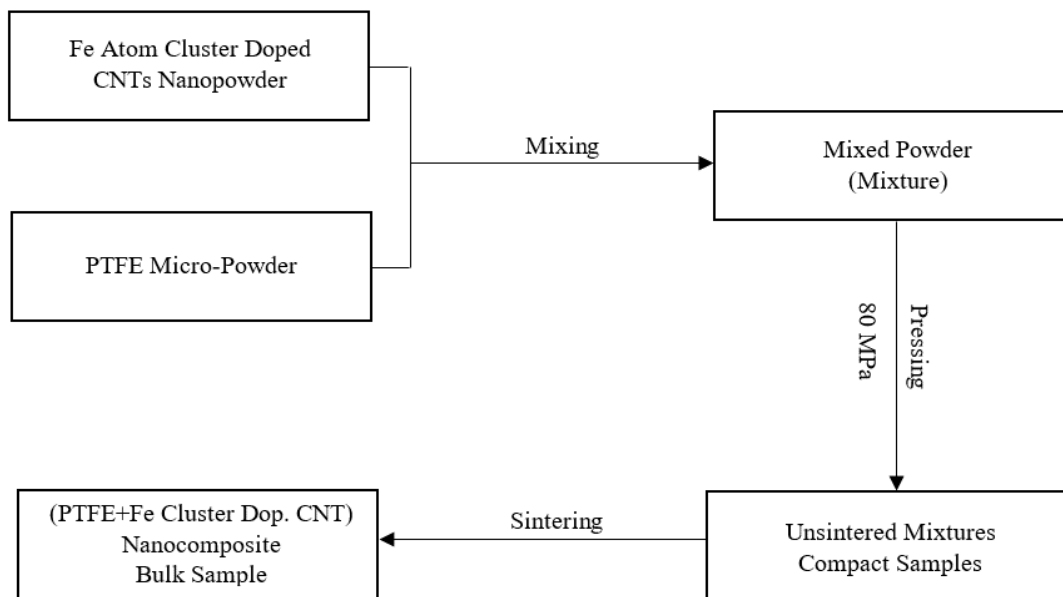 Fe Atom Cluster Doped
CNTs Nanopowder
Mixing
Mixed Powder
(Mixture)
PTFE Micro-Powder
Pressing
80 MPa
(PTFE+Fe Cluster Dop. CNT)
Nanocomposite
Bulk Sample
Sintering
Unsintered Mixtures
Compact Samples